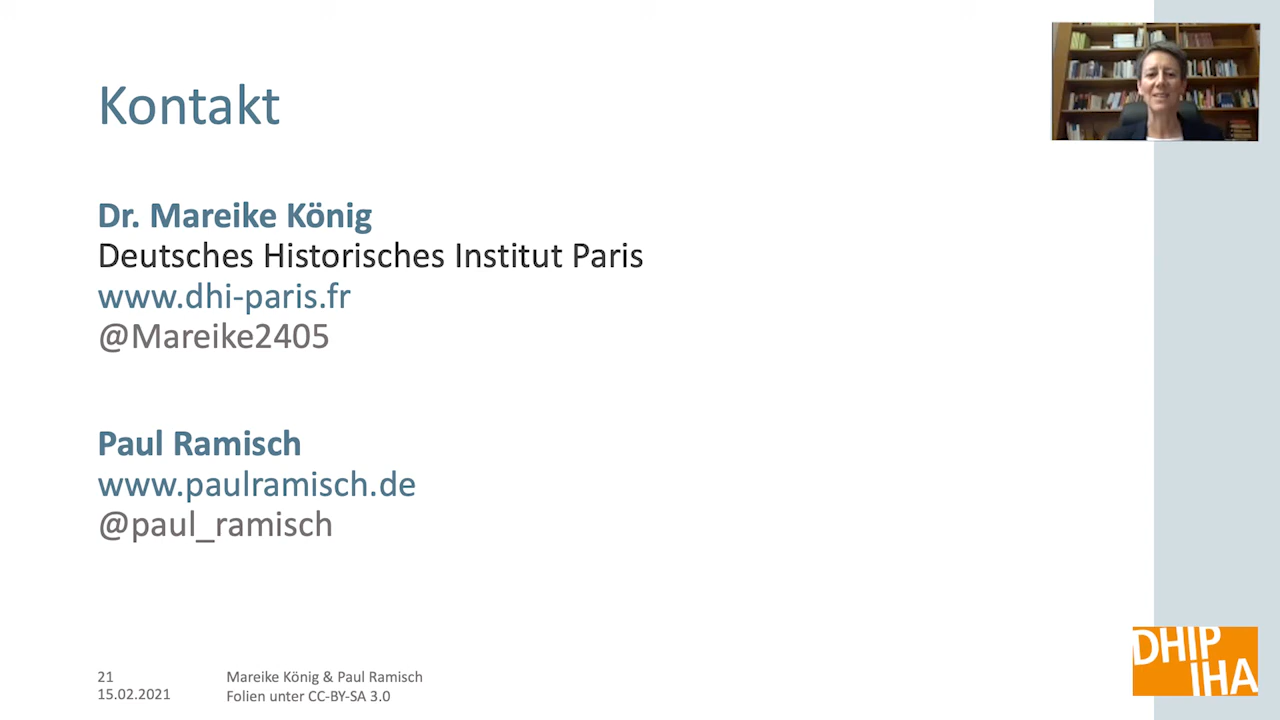 Kontakt
Dr. Mareike König
Deutsches Historisches Institut Paris
www.dhi-paris.fr
@Mareike2405
Paul Ramisch
www.paulramisch.de
@paul_ramisch
21
15.02.2021
Mareike König & Paul Ramisch
Folien unter CC-BY-SA 3.0
DHIP
IHA